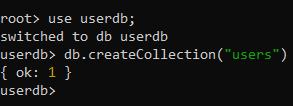 root> use userdb;
switched to db userdb
userdb> db.createCollection("users")
{ ok: 1 }
userdb>